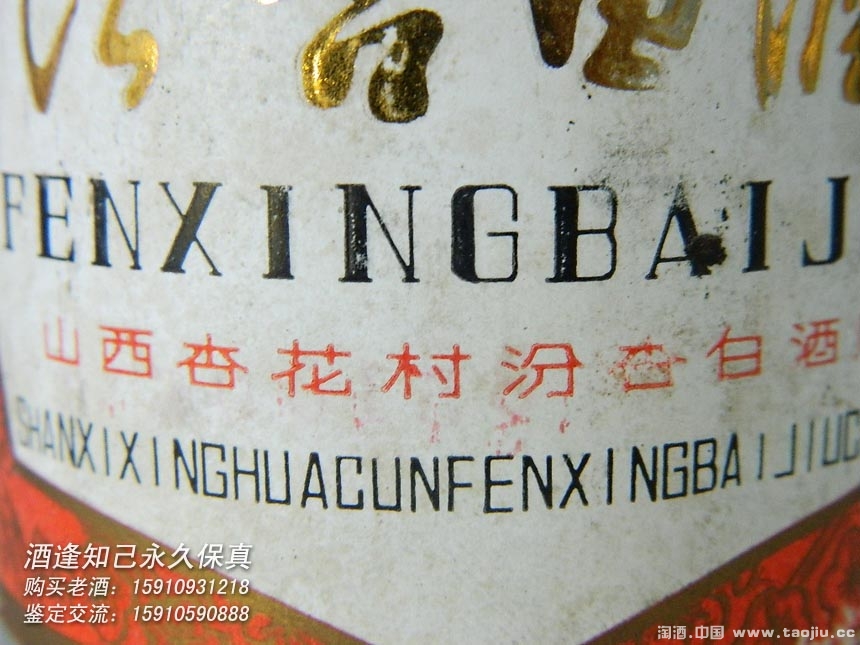 FENXINGBAIJ
山西杏花村汾杏白酒
SHANXIXINGHUACUNFENXINGBAIJIUC
酒逢知己永久保真
购买老酒：15910931218
鉴定交流：15910590888
淘酒.中国 www.taojiu.cc